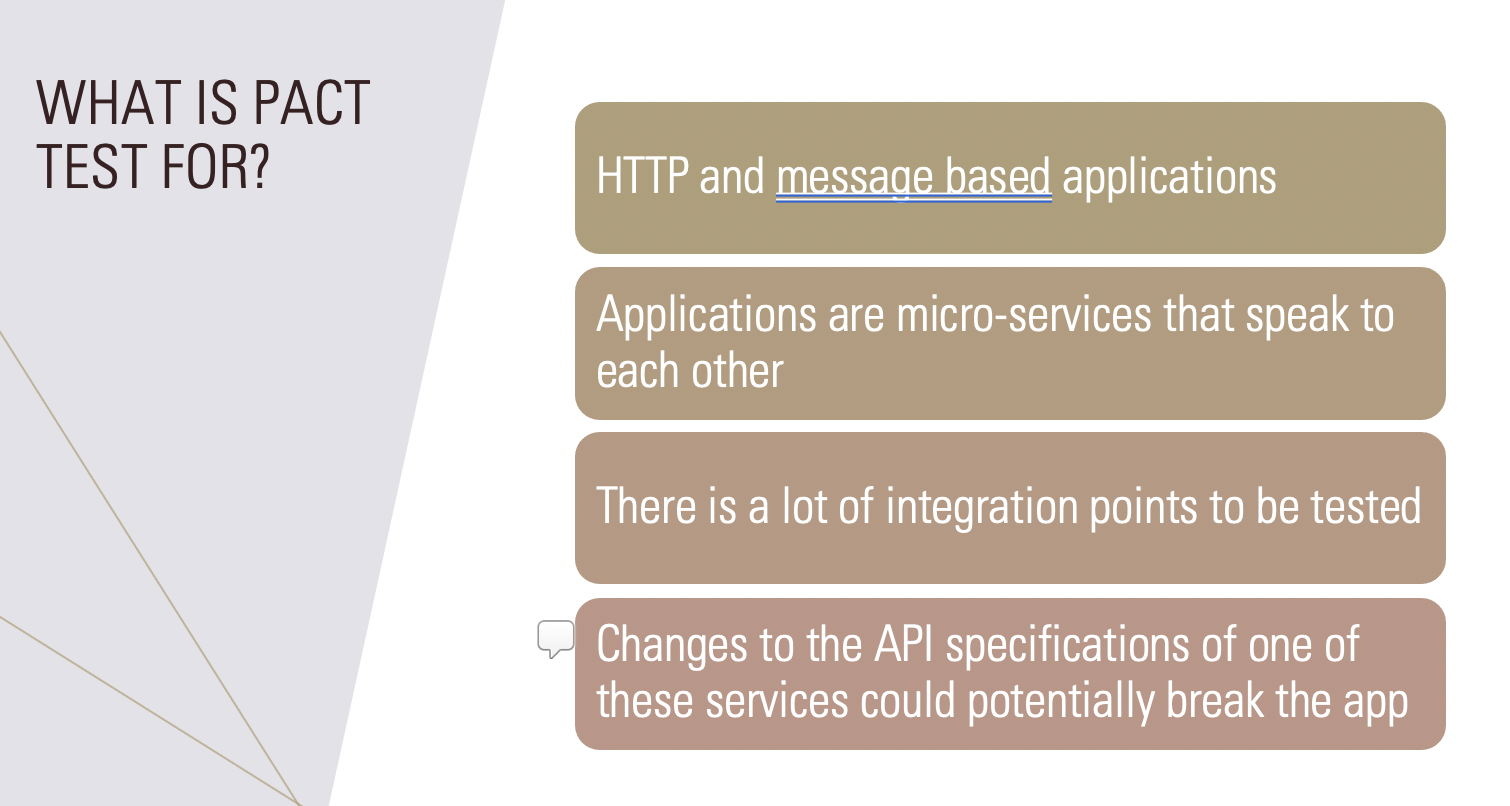 WHAT IS PACT
TEST FOR?
HTTP and message based applications
Applications are micro-services that speak to
each other
There is a lot of integration points to be tested
Changes to the API specifications of one of
these services could potentially break the app